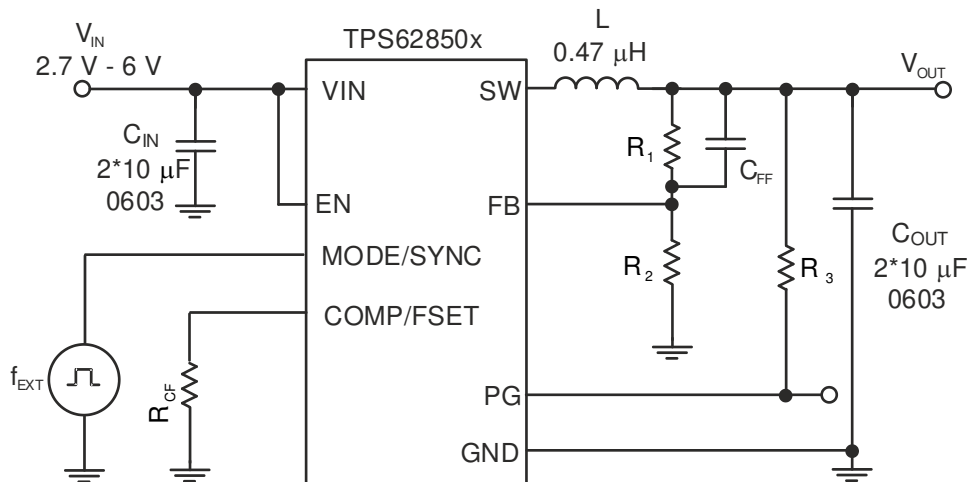 V_IN
2.7 V - 6 V
TPS62850x
L
0.47 μH
V_OUT
VIN
SW
C_IN
2*10 μF
0603
R_1
C_FF
EN
FB
MODE/SYNC
R_2
R_3
C_OUT
2*10 μF
0603
COMP/FSET
f_EXT
R_CF
PG
GND